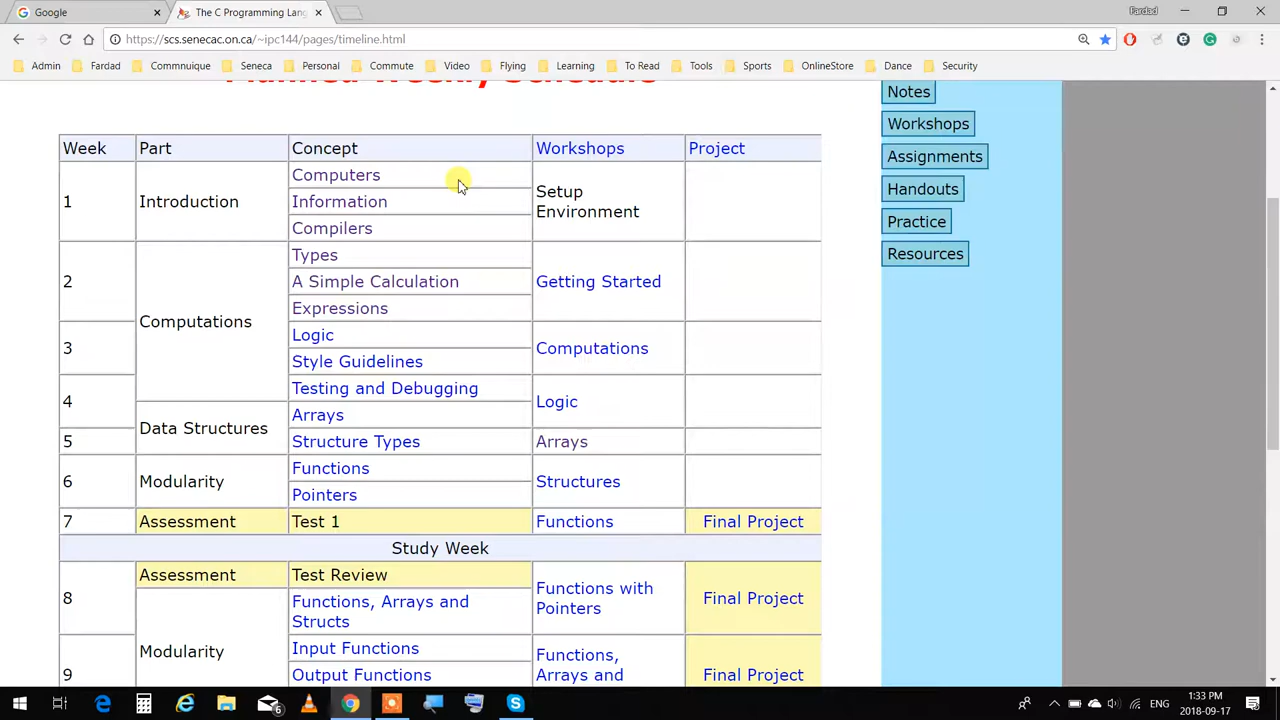 Google
The C Programming Lang
Pardad
https://scs.senecac.on.ca/~ipc144/pages/timeline.html
Admin Fardad Commnuique Seneca Personal Commute Video Flying Learning To Read Tools Sports OnlineStore Dance Security
Planned Weekly Schedule
Notes
Workshops
Assignments
Handouts
Practice
Resources
Week Part Concept Workshops Project
1 Introduction Computers Setup Environment
Information
Compilers
2 Computations Types Getting Started
A Simple Calculation
Expressions
3 Logic Computations
Style Guidelines
4 Testing and Debugging Logic
Data Structures Arrays
5 Structure Types Arrays
6 Modularity Functions Structures
Pointers
7 Assessment Test 1 Functions Final Project
Study Week
8 Assessment Test Review Functions with Pointers Final Project
Modularity Functions, Arrays and Structs
9 Input Functions Functions, Arrays and Final Project
Output Functions
6
ENG
1:33 PM
2018-09-17